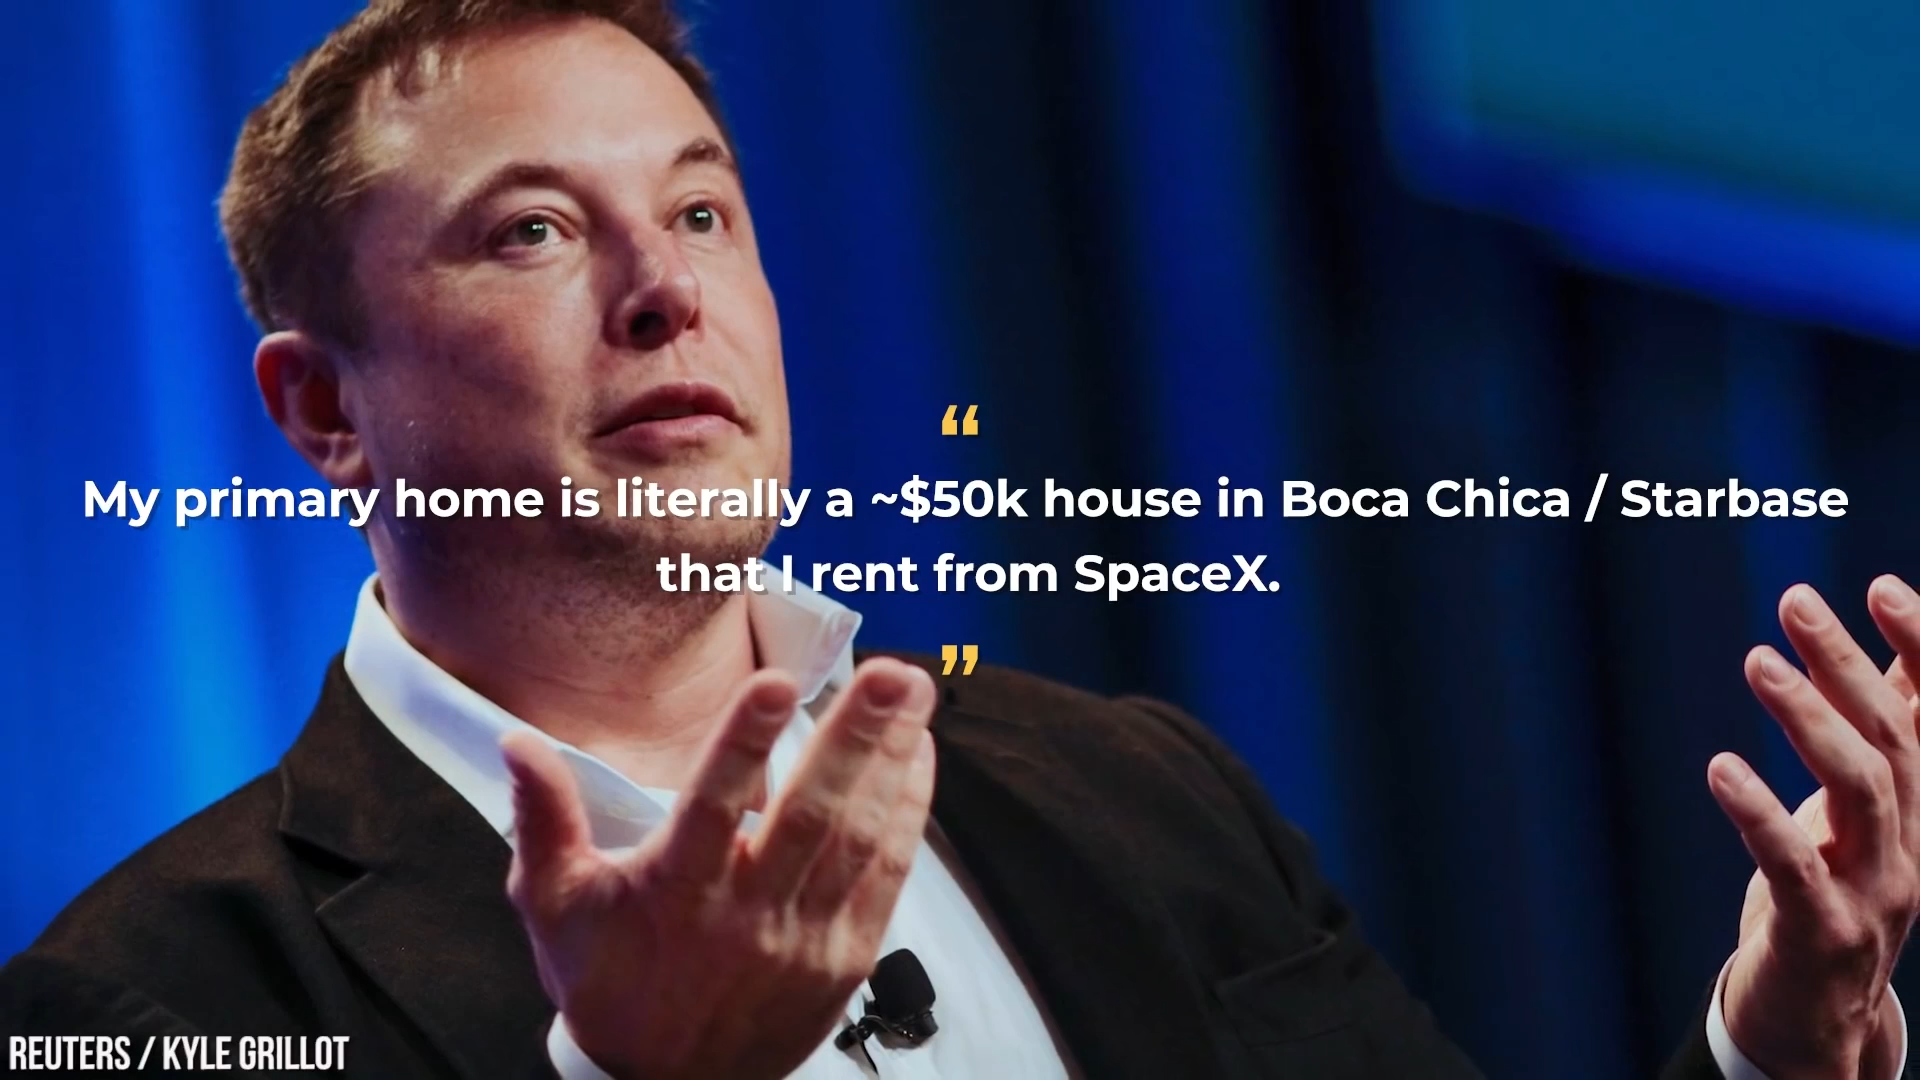 “
My primary home is literally a ~$50k house in Boca Chica / Starbase
that I rent from SpaceX.
”
REUTERS / KYLE GRILLOT